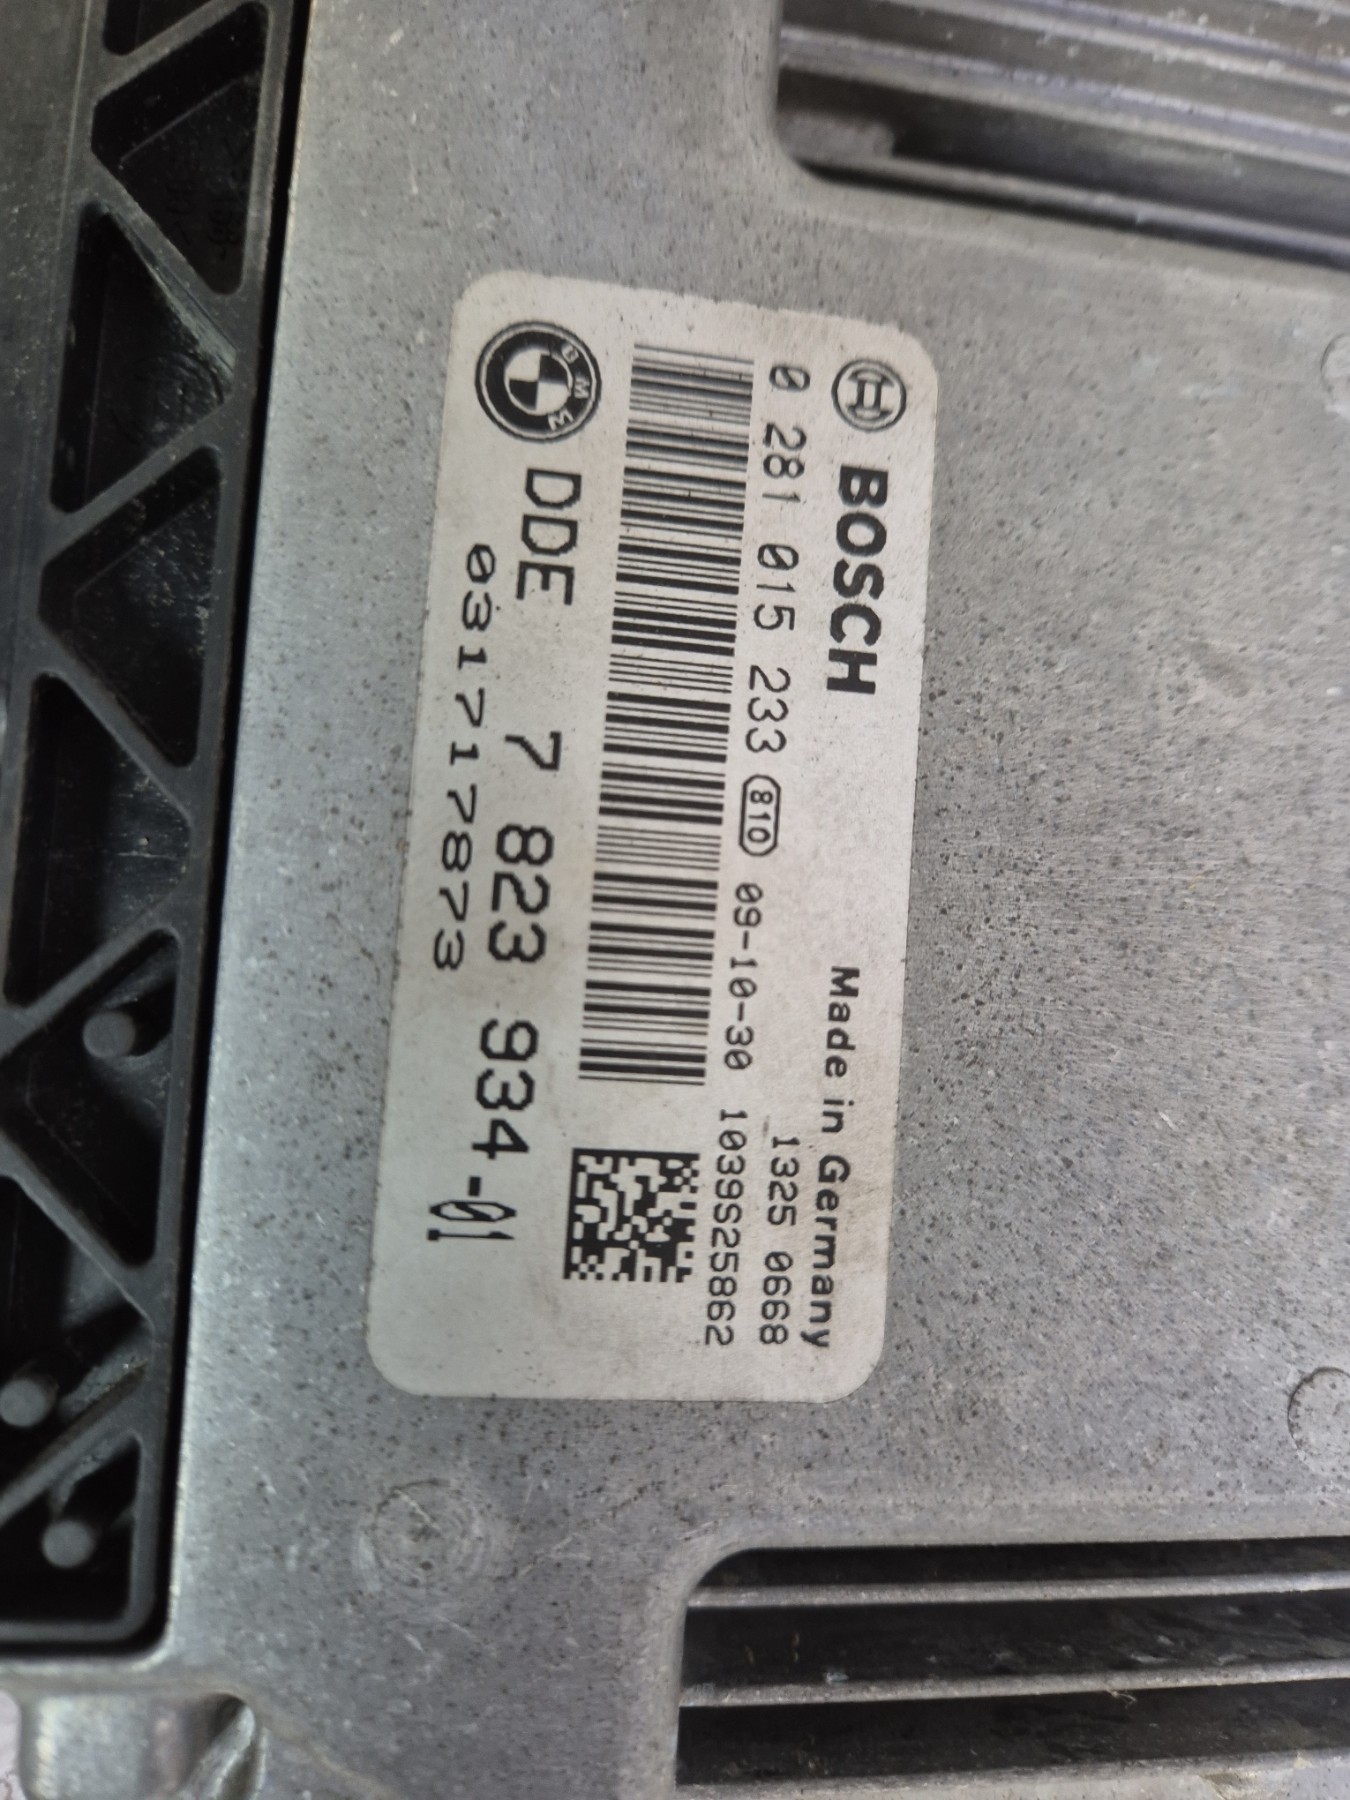 BOSCH Made in Germany
1325 0668
0 281 015 233 810 09-10-30 1039S25862
BMW DDE 7 823 934-01
031717873